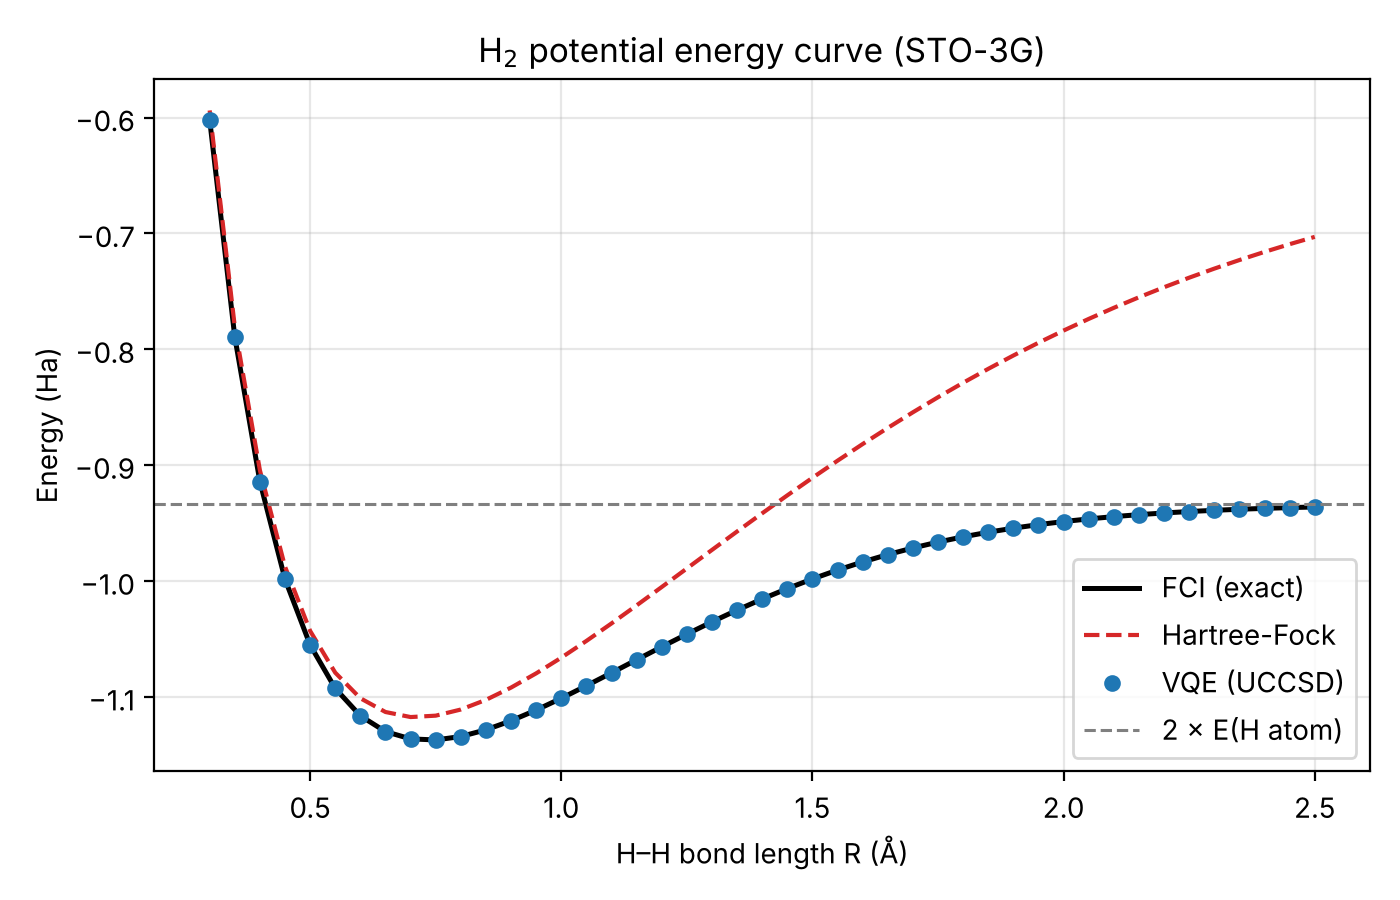 H₂ potential energy curve (STO-3G)
Energy (Ha)
−0.6
−0.7
−0.8
−0.9
−1.0
−1.1
0.5
1.0
1.5
2.0
2.5
H–H bond length R (Å)
FCI (exact)
Hartree-Fock
VQE (UCCSD)
2 × E(H atom)